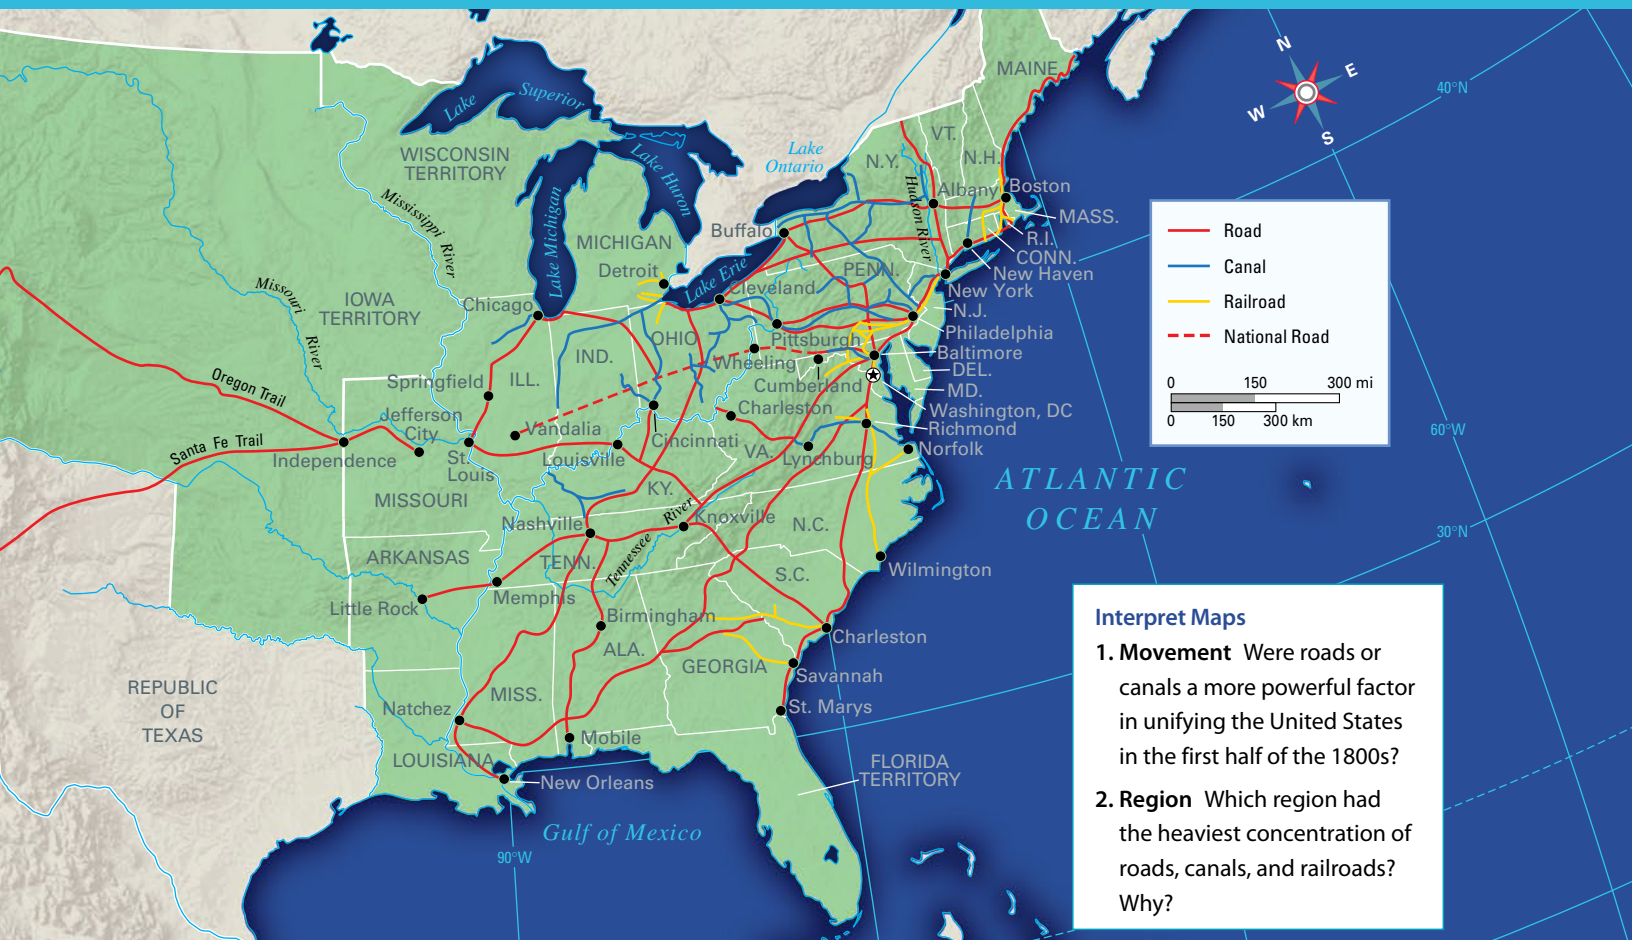 MAINE
N
E
W
S
40°N
Lake
Superior
VT.
N.H.
Lake
Ontario
N.Y.
WISCONSIN
TERRITORY
Lake Huron
Mississippi River
Lake Michigan
Hudson River
Albany
Boston
MASS.
R.I.
CONN.
New Haven
Buffalo
MICHIGAN
Detroit
Lake Erie
PENN.
Cleveland
New York
N.J.
Philadelphia
Missouri
River
IOWA
TERRITORY
Chicago
OHIO
IND.
Pittsburgh
Wheeling
Baltimore
DEL.
MD.
Cumberland
Washington, DC
Road
Canal
Railroad
National Road
0 150 300 mi
0 150 300 km
Oregon Trail
Springfield
ILL.
Jefferson
City
Charleston
Richmond
Vandalia
Cincinnati
VA.
Lynchburg
Norfolk
60°W
Santa Fe Trail
Independence
St.
Louis
Louisville
MISSOURI
KY.
ATLANTIC
OCEAN
Nashville
Tennessee
River
Knoxville
N.C.
30°N
ARKANSAS
TENN.
S.C.
Wilmington
Little Rock
Memphis
Birmingham
Charleston
ALA.
GEORGIA
Savannah
REPUBLIC
OF
TEXAS
MISS.
Natchez
St. Marys
Mobile
LOUISIANA
New Orleans
FLORIDA
TERRITORY
Gulf of Mexico
90°W
Interpret Maps
1. Movement Were roads or
canals a more powerful factor
in unifying the United States
in the first half of the 1800s?
2. Region Which region had
the heaviest concentration of
roads, canals, and railroads?
Why?